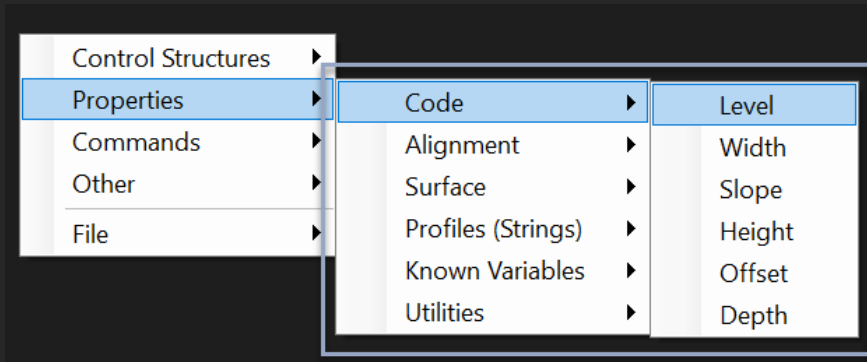 Control Structures
Properties
Commands
Other
File
Code
Alignment
Surface
Profiles (Strings)
Known Variables
Utilities
Level
Width
Slope
Height
Offset
Depth